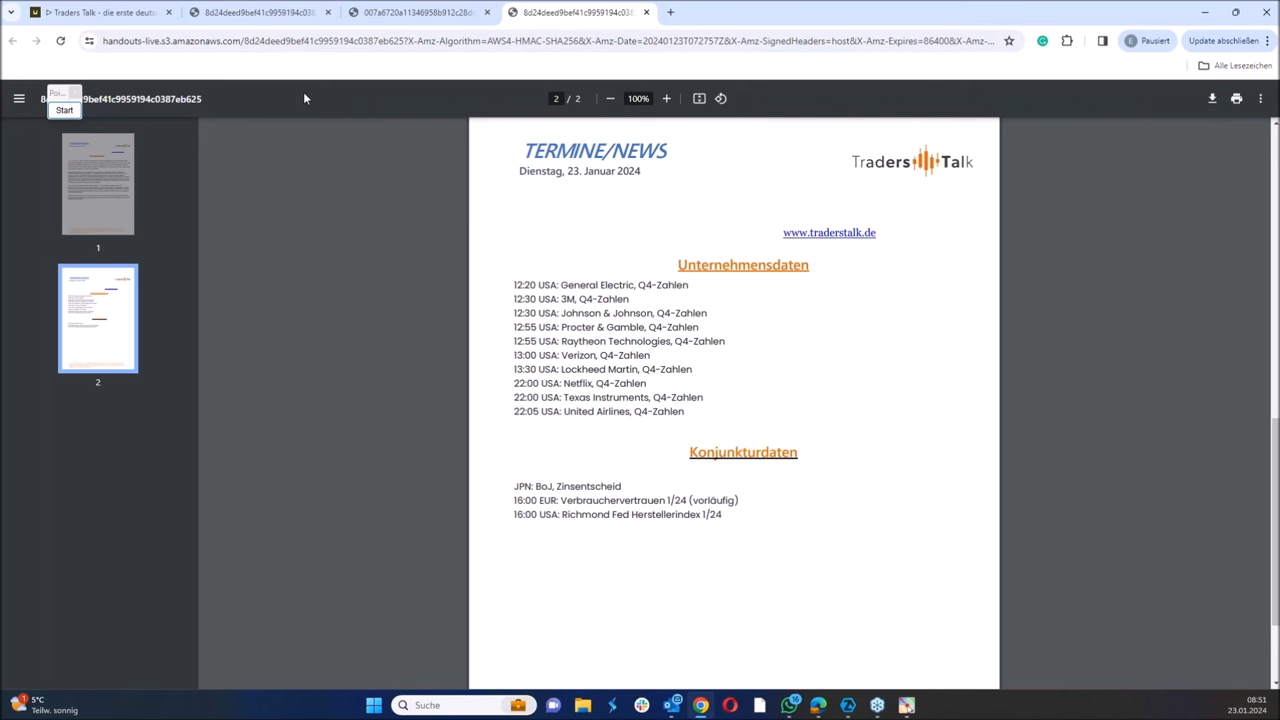 ▷ Traders Talk - die erste deuts
8d24deed9bef41c9959194c038
007a6720a11346958b912c28d
8d24deed9bef41c9959194c038
handouts-live.s3.amazonaws.com/8d24deed9bef41c9959194c0387eb625?X-Amz-Algorithm=AWS4-HMAC-SHA256&X-Amz-Date=20240123T072757Z&X-Amz-SignedHeaders=host&X-Amz-Expires=86400&X-Amz-...
E Pausiert
Update abschließen
Alle Lesezeichen
Poi...
Start
9bef41c9959194c0387eb625
2 / 2
100%
1
2
TERMINE/NEWS
Dienstag, 23. Januar 2024
Traders Talk
www.traderstalk.de
Unternehmensdaten
12:20 USA: General Electric, Q4-Zahlen
12:30 USA: 3M, Q4-Zahlen
12:30 USA: Johnson & Johnson, Q4-Zahlen
12:55 USA: Procter & Gamble, Q4-Zahlen
12:55 USA: Raytheon Technologies, Q4-Zahlen
13:00 USA: Verizon, Q4-Zahlen
13:30 USA: Lockheed Martin, Q4-Zahlen
22:00 USA: Netflix, Q4-Zahlen
22:00 USA: Texas Instruments, Q4-Zahlen
22:05 USA: United Airlines, Q4-Zahlen
Konjunkturdaten
JPN: BoJ, Zinsentscheid
16:00 EUR: Verbrauchervertrauen 1/24 (vorläufig)
16:00 USA: Richmond Fed Herstellerindex 1/24
1
5°C
Teilw. sonnig
Suche
08:51
23.01.2024